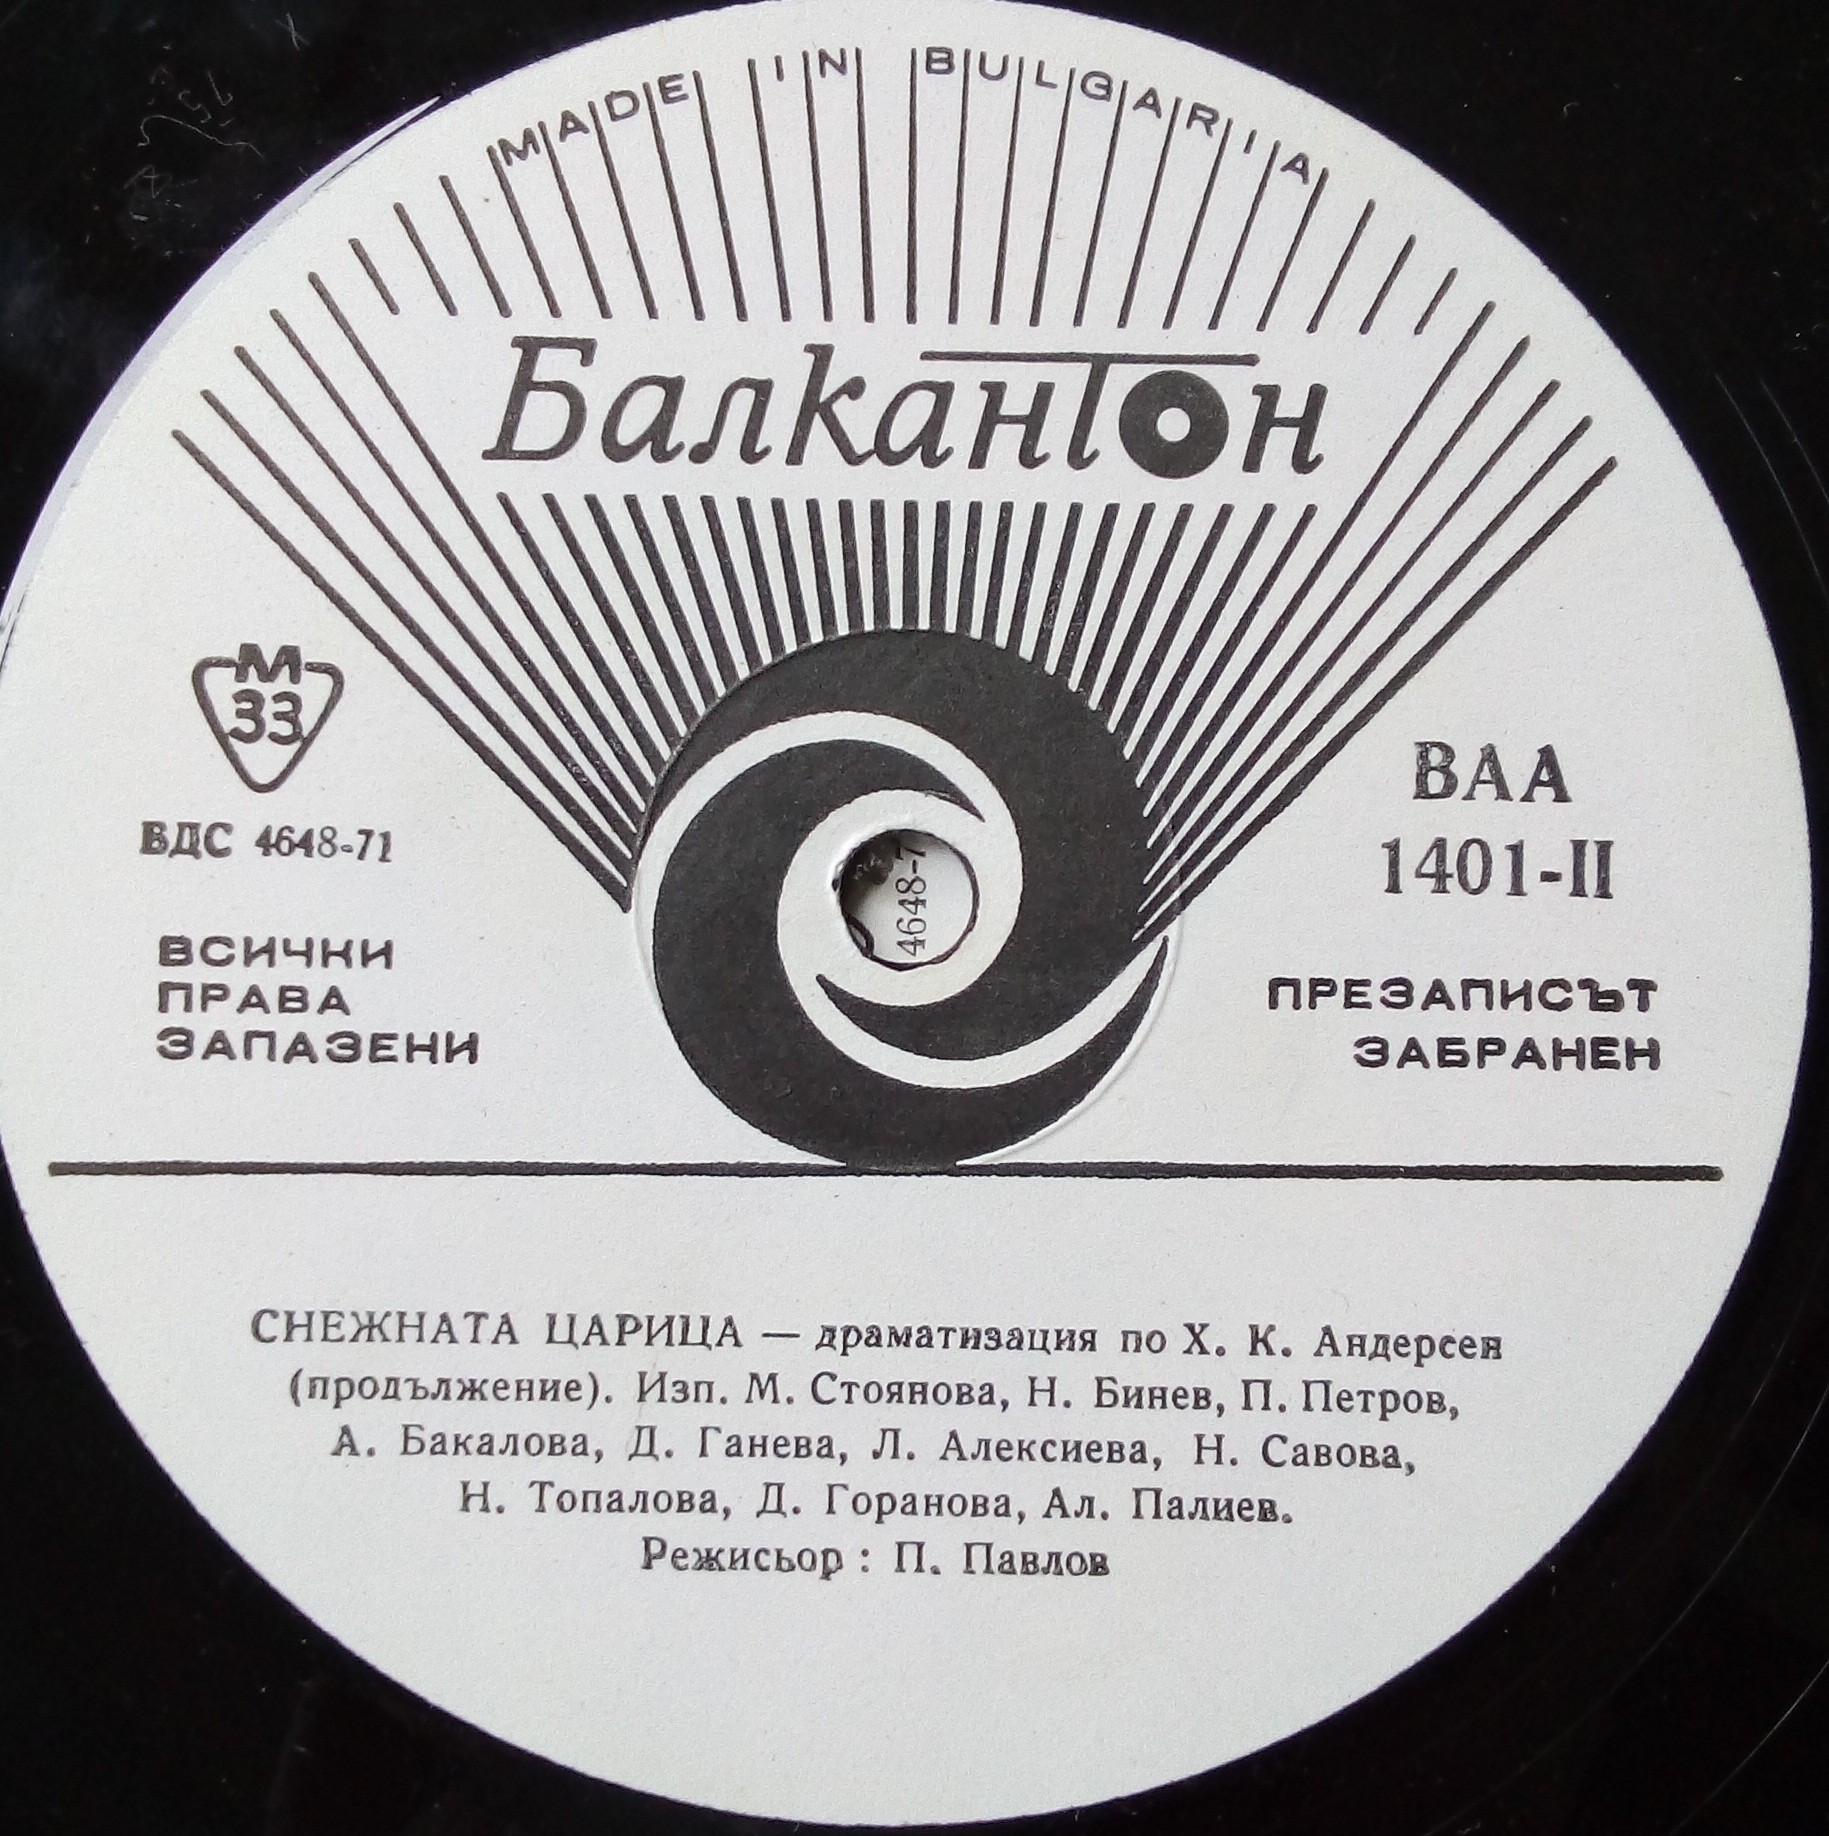 MADE IN BULGARIA
Балкантон
М
33
ВДС 4648-71
ВСИЧКИ
ПРАВА
ЗАПАЗЕНИ
4648-7
ВАА
1401-II
ПРЕЗАПИСЪТ
ЗАБРАНЕН
СНЕЖНАТА ЦАРИЦА — драматизация по Х. К. Андерсен
(продължение). Изп. М. Стоянова, Н. Бинев, П. Петров,
А. Бакалова, Д. Ганева, Л. Алексиева, Н. Савова,
Н. Топалова, Д. Горанова, Ал. Палиев.
Режисьор : П. Павлов